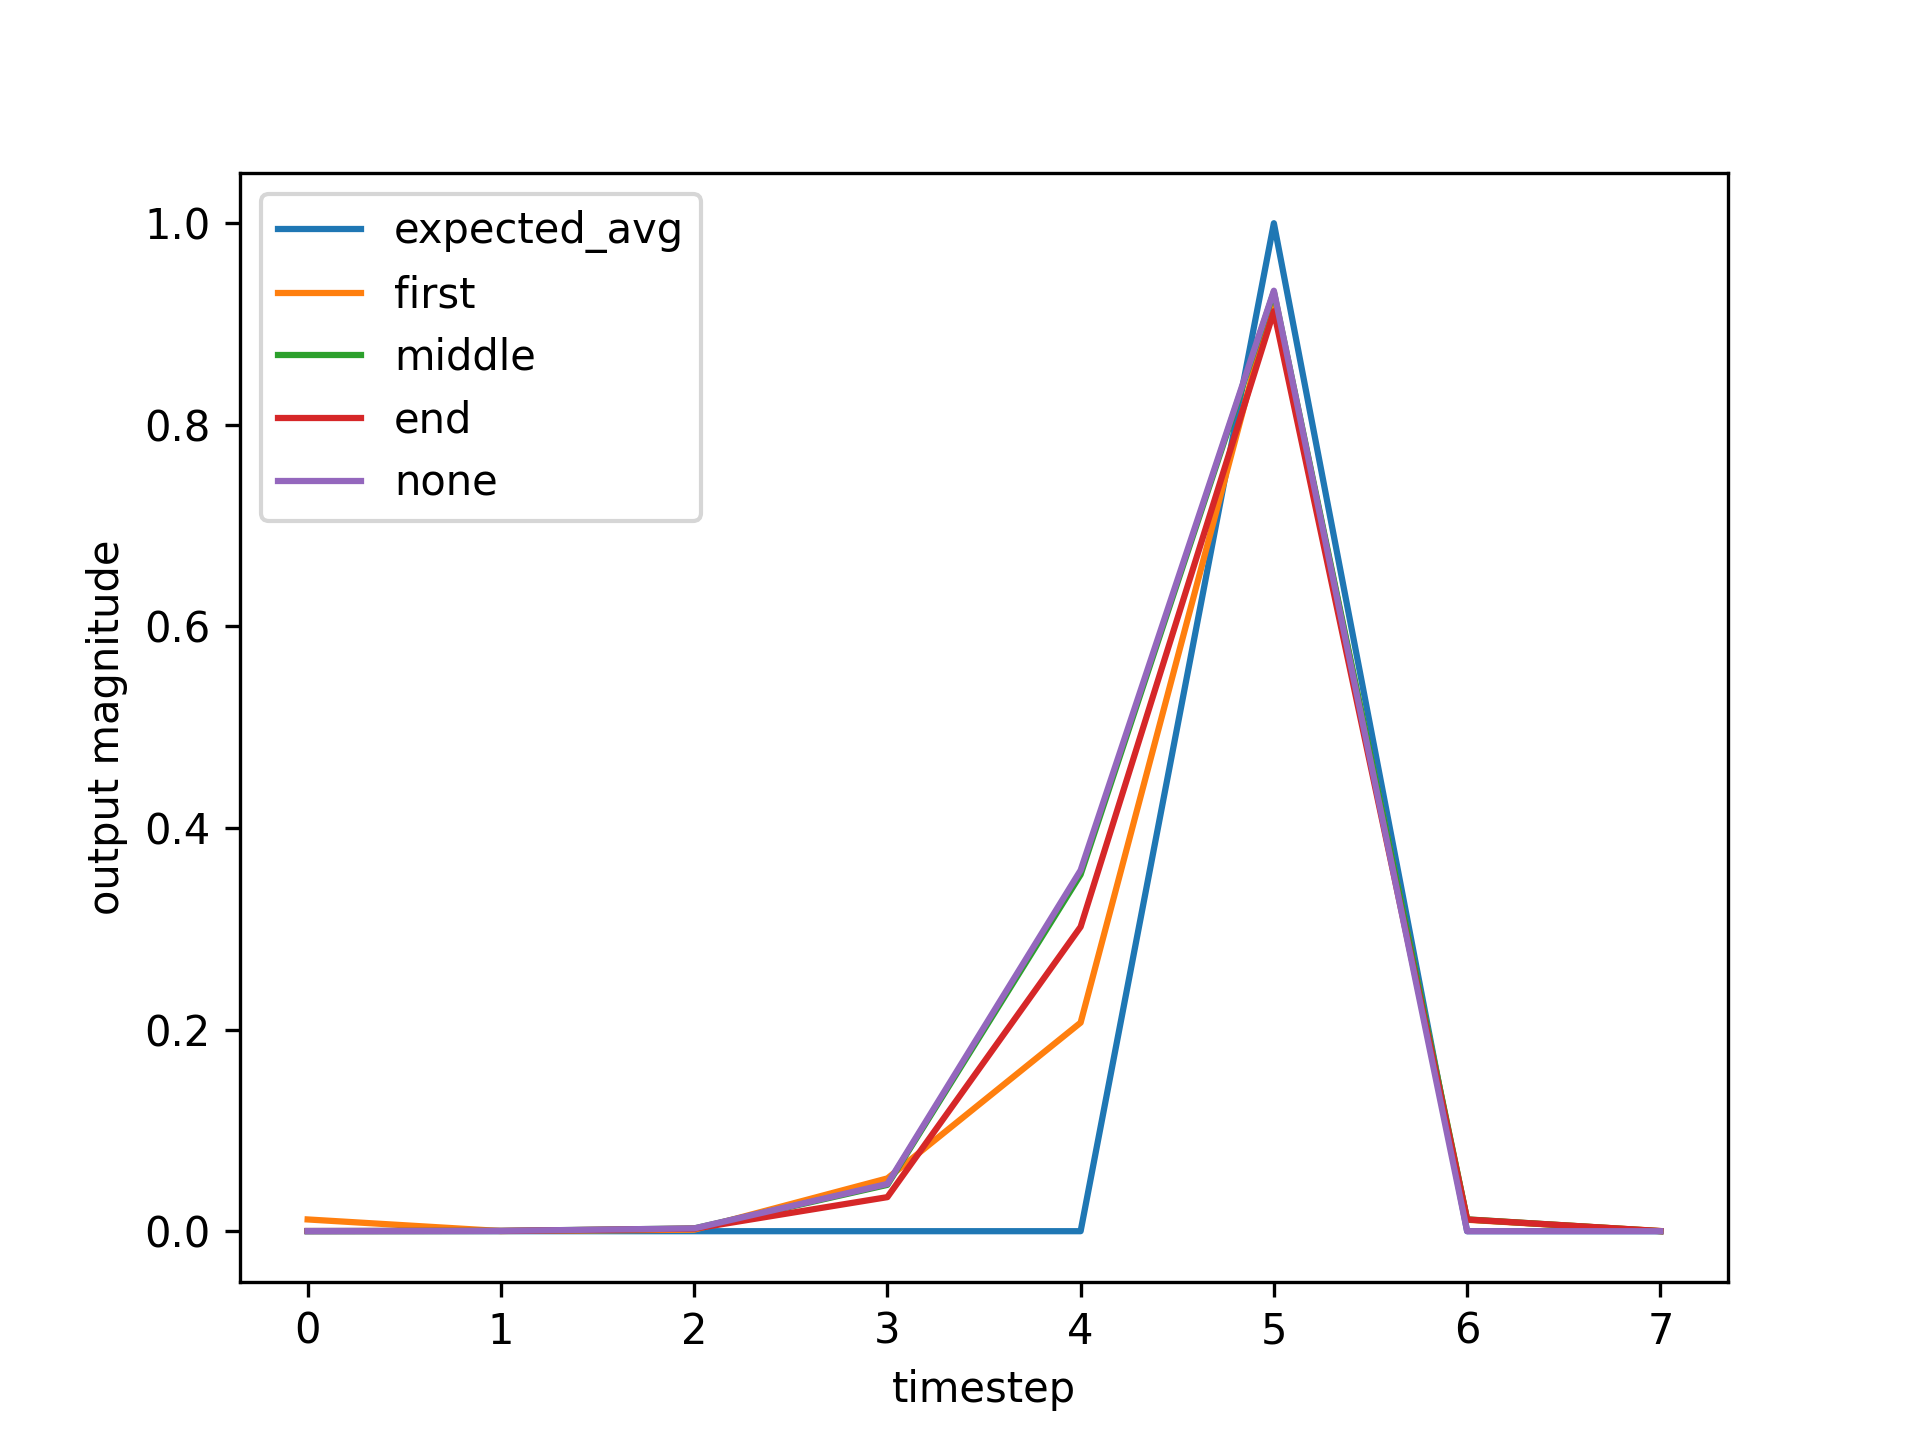 expected_avg
first
middle
end
none
1.0
0.8
0.6
0.4
0.2
0.0
output magnitude
0 1 2 3 4 5 6 7
timestep